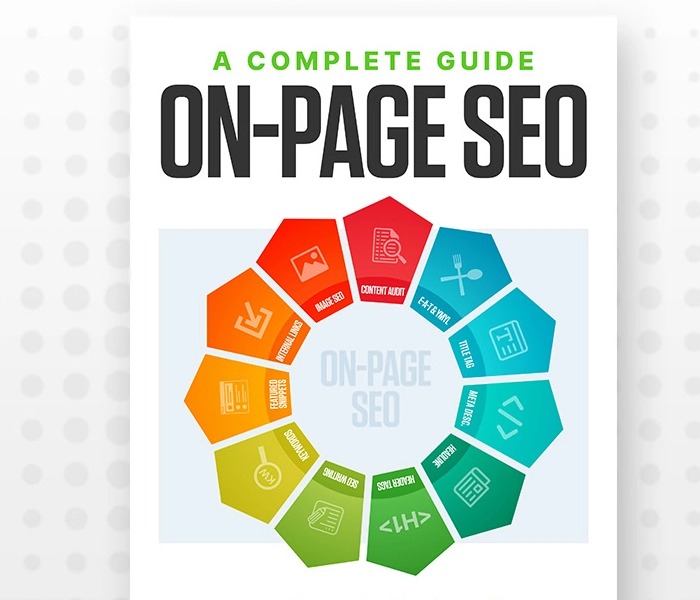 A COMPLETE GUIDE
ON-PAGE SEO
CONTENT AUDIT
E-A-T & YMYL
TITLE TAG
META DESC.
HEADLINE
HEADER TAGS
<H1>
SEO WRITING
KEYWORDS
KW
FEATURED
SNIPPETS
INTERNAL LINKS
IMAGE SEO
ON-PAGE
SEO